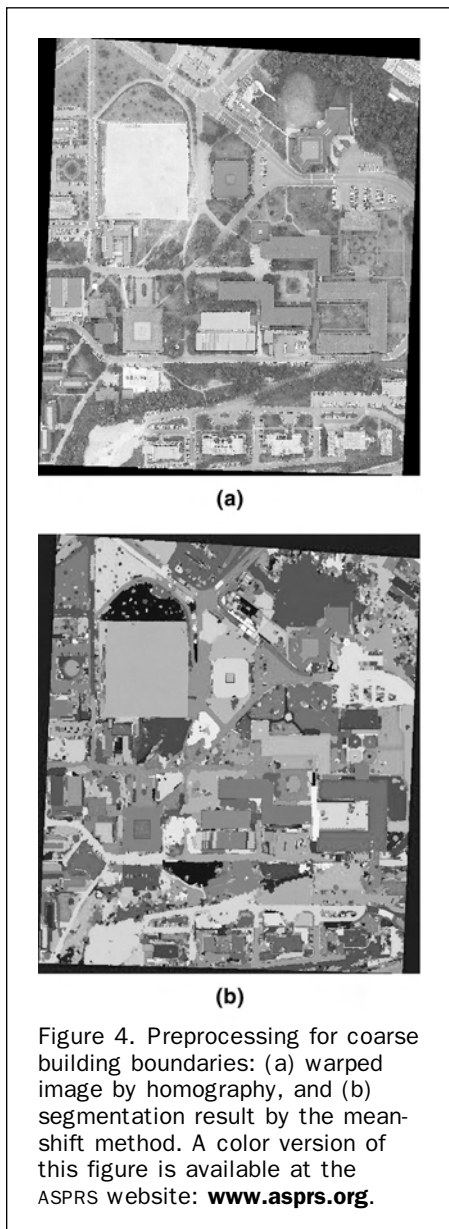 (a)
(b)
Figure 4. Preprocessing for coarse
building boundaries: (a) warped
image by homography, and (b)
segmentation result by the mean-
shift method. A color version of
this figure is available at the
ASPRS website: www.asprs.org.